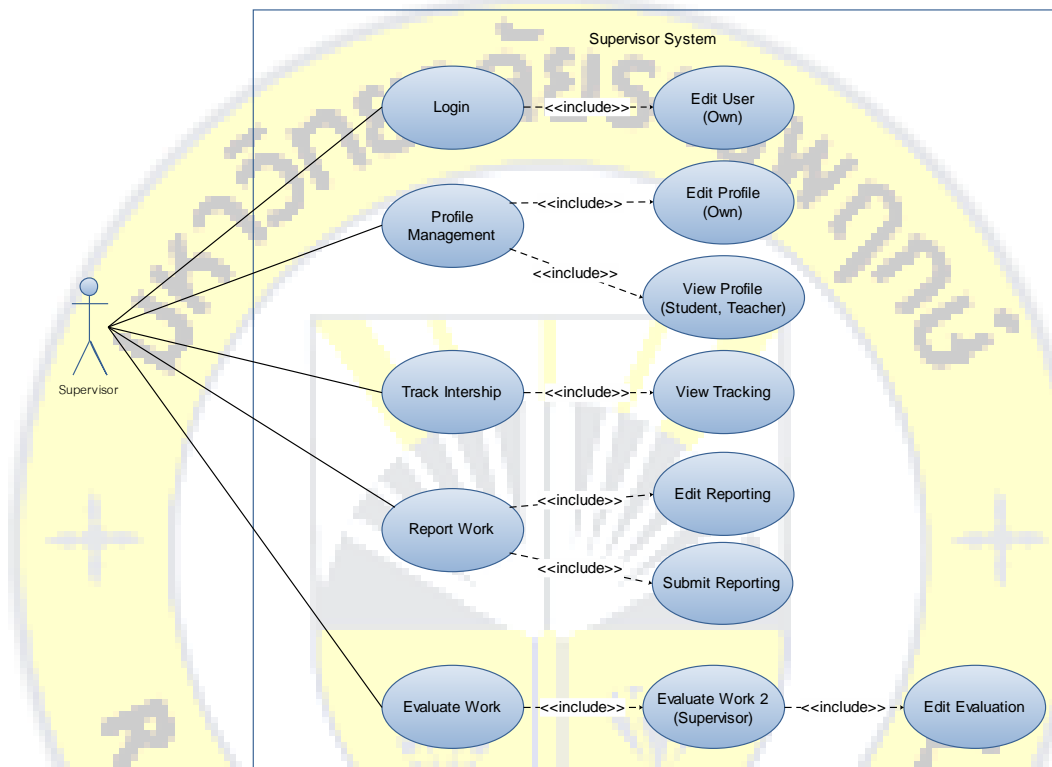 Supervisor System
Login
<<include>>
Edit User
(Own)
Profile
Management
<<include>>
Edit Profile
(Own)
<<include>>
View Profile
(Student, Teacher)
Supervisor
Track Intership
<<include>>
View Tracking
Report Work
<<include>>
Edit Reporting
<<include>>
Submit Reporting
Evaluate Work
<<include>>
Evaluate Work 2
(Supervisor)
<<include>>
Edit Evaluation
R